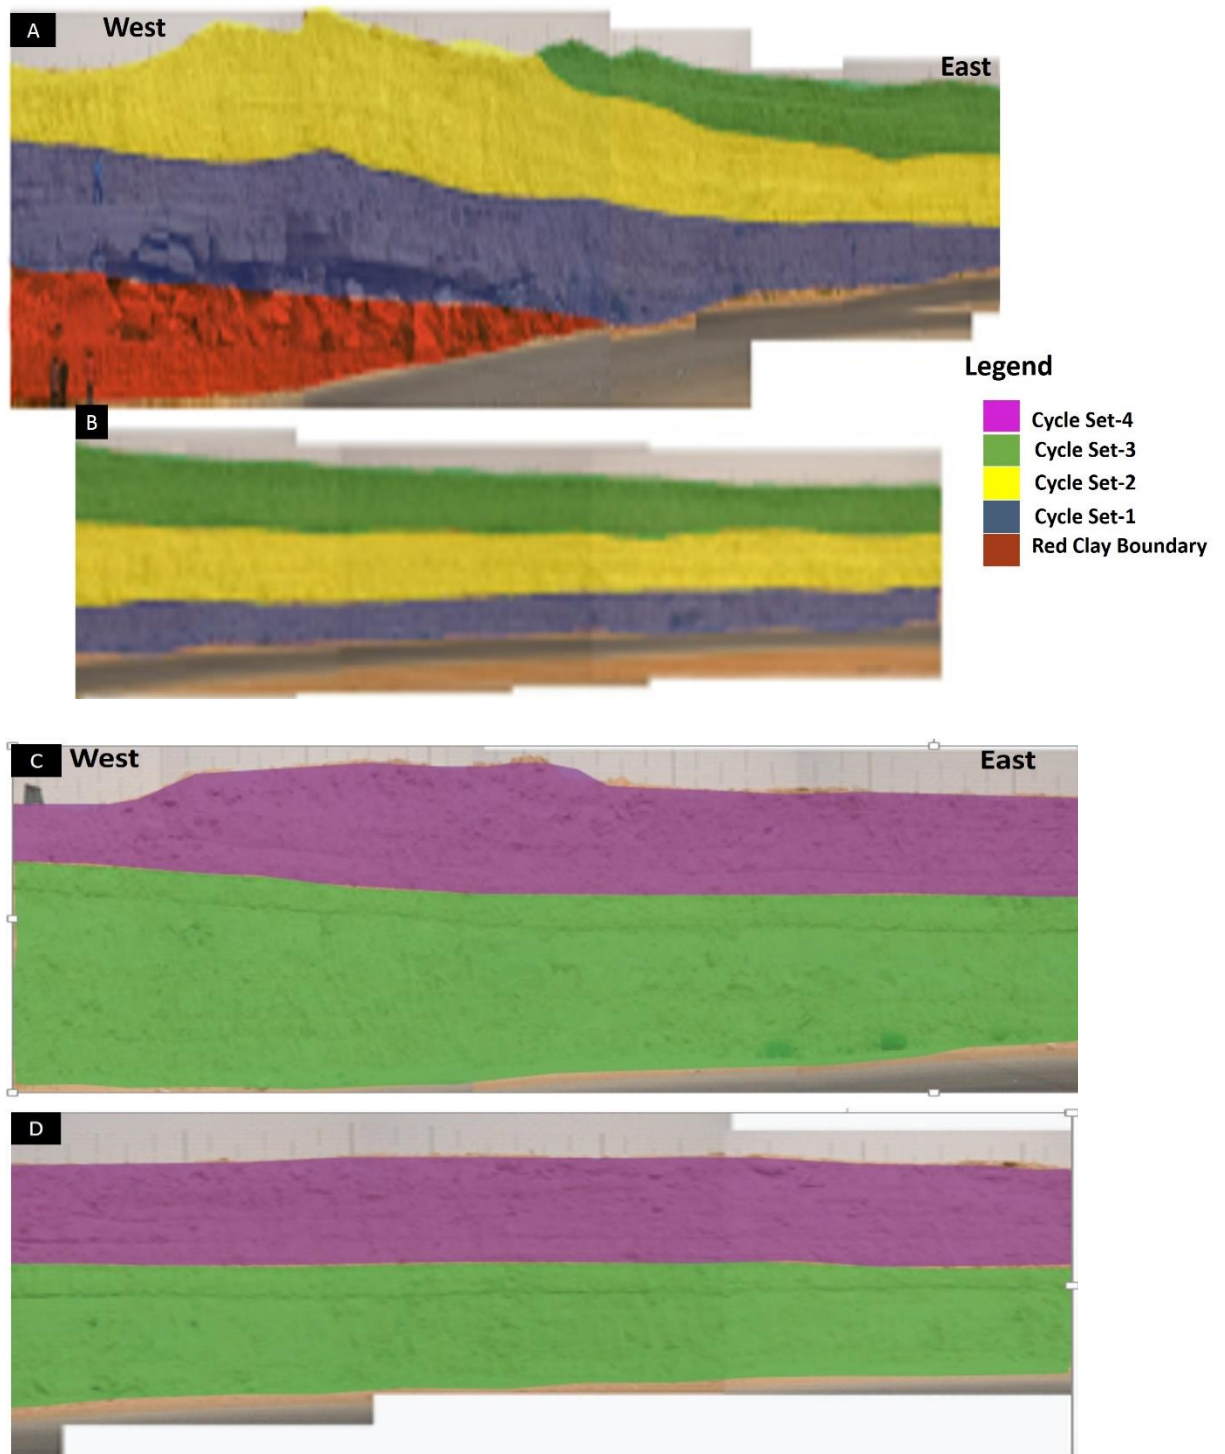 A
West
East
B
Legend
Cycle Set-4
Cycle Set-3
Cycle Set-2
Cycle Set-1
Red Clay Boundary
C
West
East
D